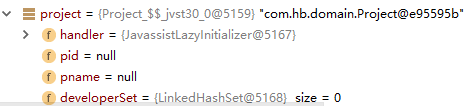 project = {Project_$$_jvst30_0@5159} "com.hb.domain.Project@e95595b"
f handler = {JavassistLazyInitializer@5167}
f pid = null
f pname = null
f developerSet = {LinkedHashSet@5168} size = 0